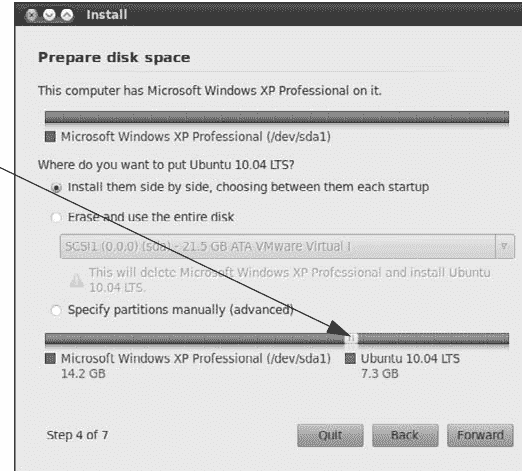 Install
Prepare disk space
This computer has Microsoft Windows XP Professional on it.
Microsoft Windows XP Professional (/dev/sda1)
Where do you want to put Ubuntu 10.04 LTS?
Install them side by side, choosing between them each startup
Erase and use the entire disk
SCSI1 (0,0,0) (sda) - 21.5 GB ATA VMware Virtual I
This will delete Microsoft Windows XP Professional and install Ubuntu
10.04 LTS.
Specify partitions manually (advanced)
Microsoft Windows XP Professional (/dev/sda1)
14.2 GB
Ubuntu 10.04 LTS
7.3 GB
Step 4 of 7
Quit
Back
Forward